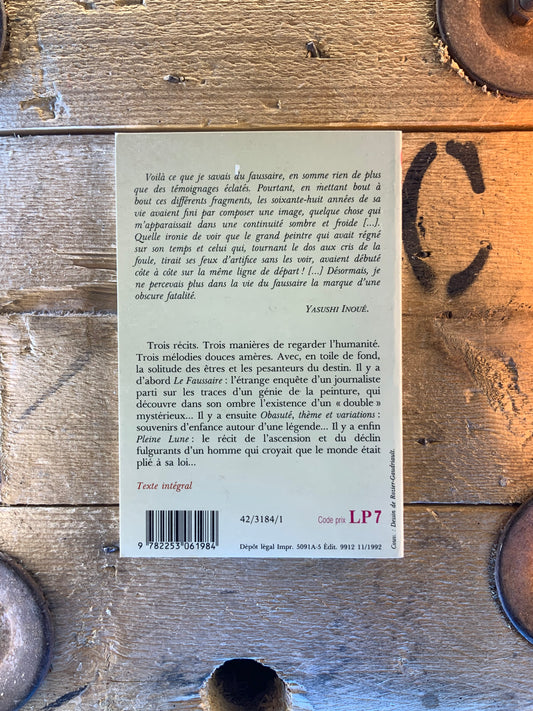 Voilà ce que je savais du faussaire, en somme rien de plus
que des témoignages éclatés. Pourtant, en mettant bout à
bout ces différents fragments, les soixante-huit années de sa
vie avaient fini par composer une image, quelque chose qui
m'apparaissait dans une continuité sombre et froide [...].
Quelle ironie de voir que le grand peintre qui avait régné
sur son temps et celui qui, tournant le dos aux cris de la
foule, tirait ses feux d'artifice sans les voir, avaient débuté
côte à côte sur la même ligne de départ ! [...] Désormais, je
ne percevais plus dans la vie du faussaire la marque d'une
obscure fatalité.
YASUSHI INOUÉ.
Trois récits. Trois manières de regarder l'humanité.
Trois mélodies douces amères. Avec, en toile de fond,
la solitude des êtres et les pesanteurs du destin. Il y a
d'abord Le Faussaire : l'étrange enquête d'un journaliste
parti sur les traces d'un génie de la peinture, qui
découvre dans son ombre l'existence d'un « double »
mystérieux... Il y a ensuite Obasuté, thème et variations :
souvenirs d'enfance autour d'une légende... Il y a enfin
Pleine Lune : le récit de l'ascension et du déclin
fulgurants d'un homme qui croyait que le monde était
plié à sa loi...
Texte intégral
42/3184/1
Code prix LP 7
9 782253 061984
Dépôt légal Impr. 5091A-5 Édit. 9912 11/1992
Couv. : Dessin de Rozier-Gaudriault.
C